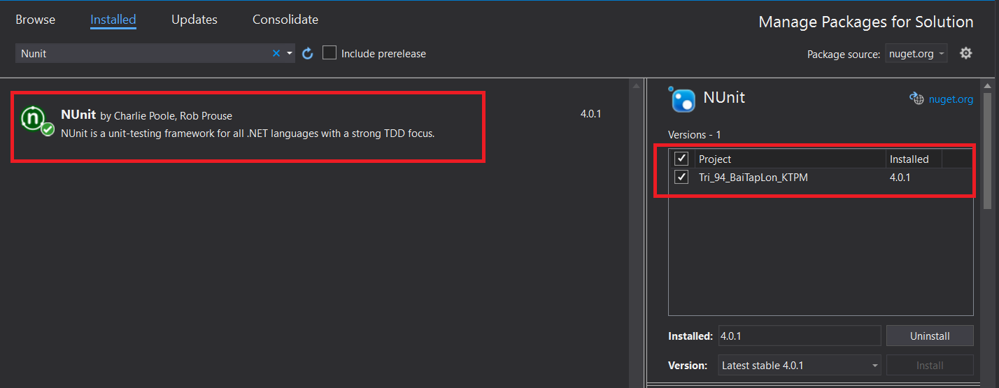 Browse Installed Updates Consolidate
Manage Packages for Solution
Nunit
Include prerelease
Package source: nuget.org
NUnit by Charlie Poole, Rob Prouse
4.0.1
NUnit is a unit-testing framework for all .NET languages with a strong TDD focus.
NUnit
nuget.org
Versions - 1
Project Installed
Tri_94_BaiTapLon_KTPM 4.0.1
Installed: 4.0.1 Uninstall
Version: Latest stable 4.0.1 Install